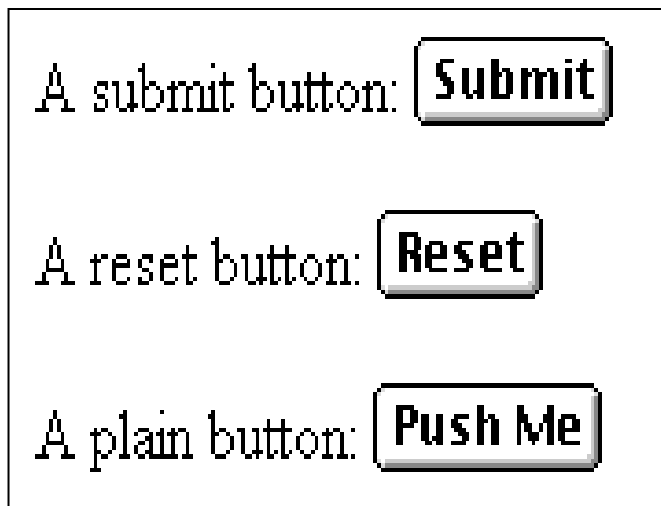 A submit button: Submit
A reset button: Reset
A plain button: Push Me